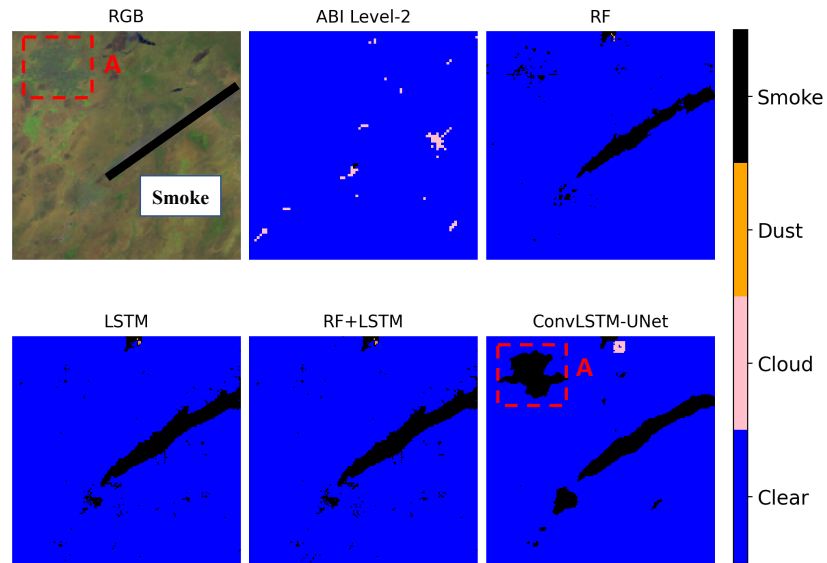 RGB
ABI Level-2
RF
A
Smoke
LSTM
RF+LSTM
ConvLSTM-UNet
A
Smoke
Dust
Cloud
Clear